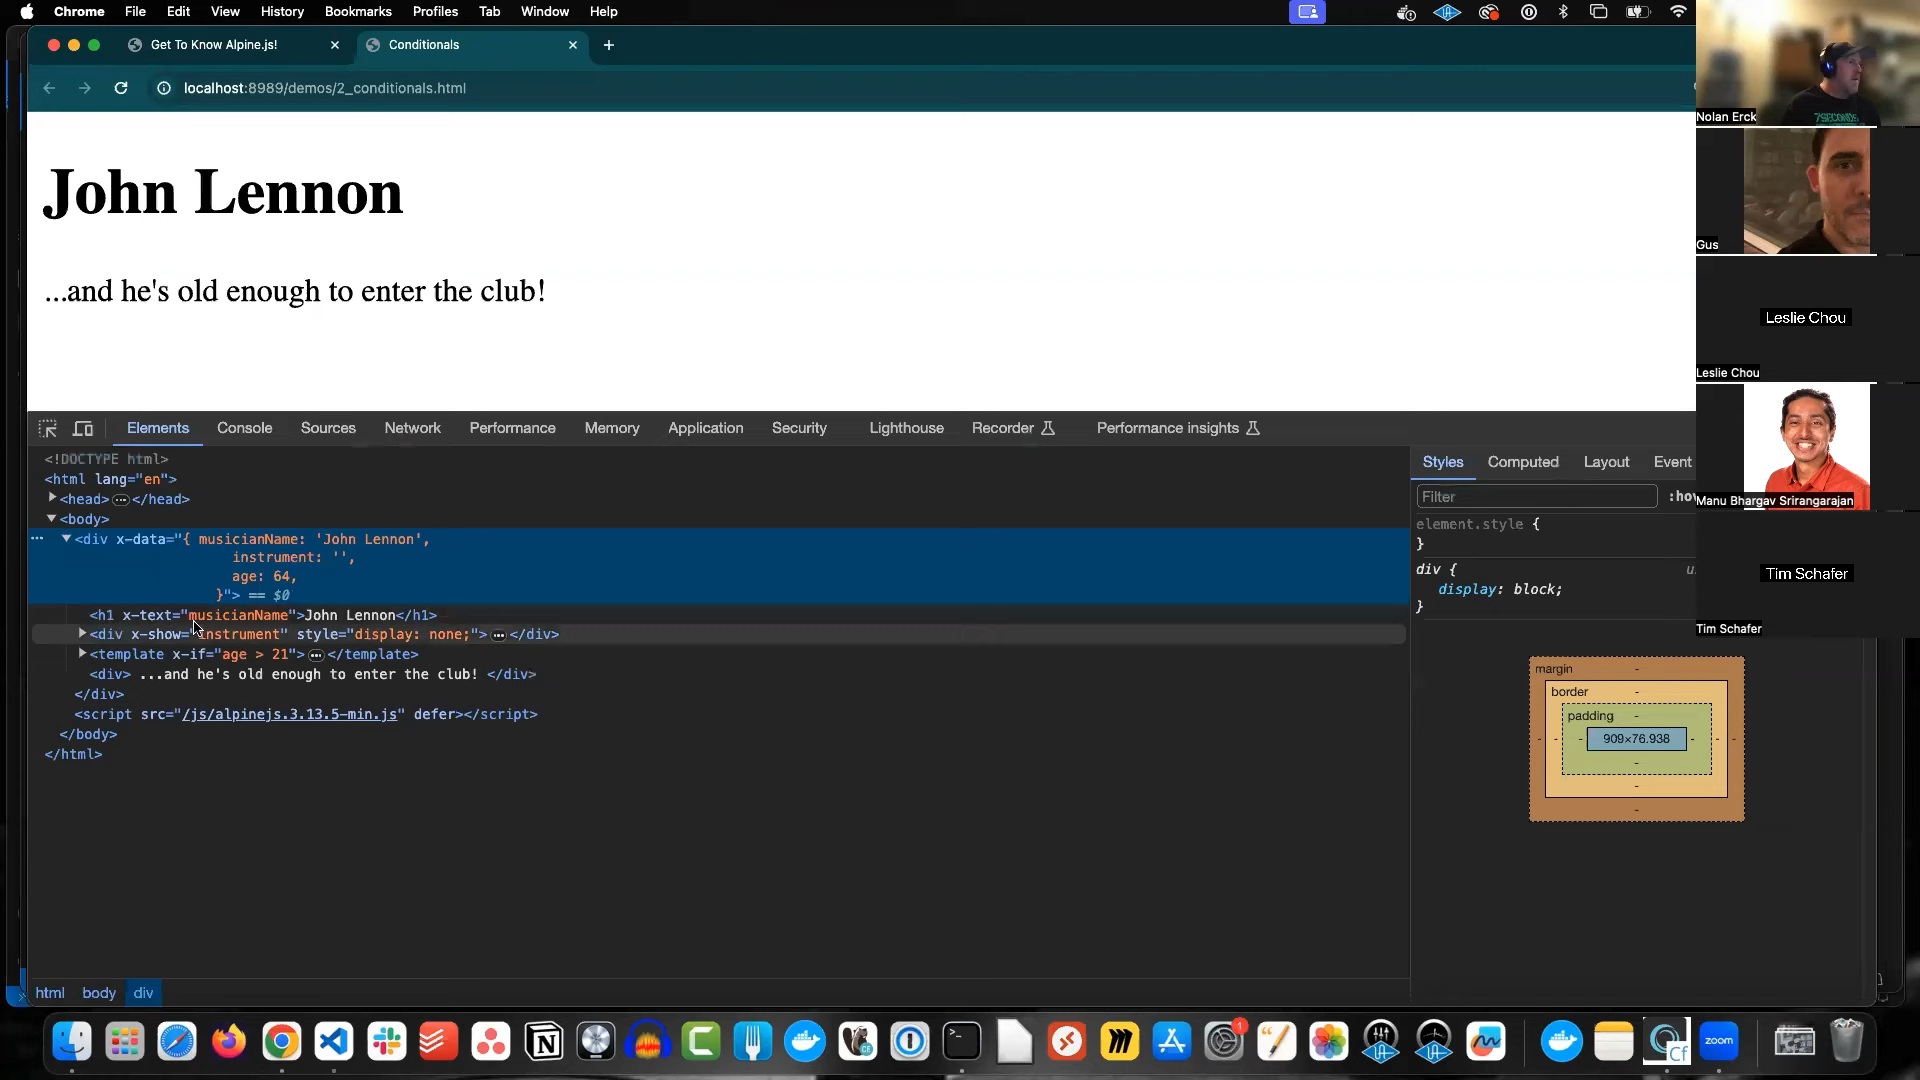 Chrome File Edit View History Bookmarks Profiles Tab Window Help
Get To Know Alpine.js!
Conditionals
localhost:8989/demos/2_conditionals.html
John Lennon
...and he's old enough to enter the club!
Elements Console Sources Network Performance Memory Application Security Lighthouse Recorder Performance insights
<!DOCTYPE html>
<html lang="en">
<head> ... </head>
<body>
... <div x-data="{ musicianName: 'John Lennon',
instrument: '',
age: 64,
}"> == $0
<h1 x-text="musicianName">John Lennon</h1>
<div x-show="instrument" style="display: none;"> ... </div>
<template x-if="age > 21"> ... </template>
<div> ...and he's old enough to enter the club! </div>
</div>
<script src="/js/alpinejs.3.13.5-min.js" defer></script>
</body>
</html>
html body div
Styles Computed Layout Event
Filter
:hov
element.style {
}
div {
display: block;
}
margin -
border -
padding -
909×76.938
Nolan Erck
Gus
Leslie Chou
Leslie Chou
Manu Bhargav Srirangarajan
Tim Schafer
Tim Schafer
7SECONDS
1
Cf
zoom